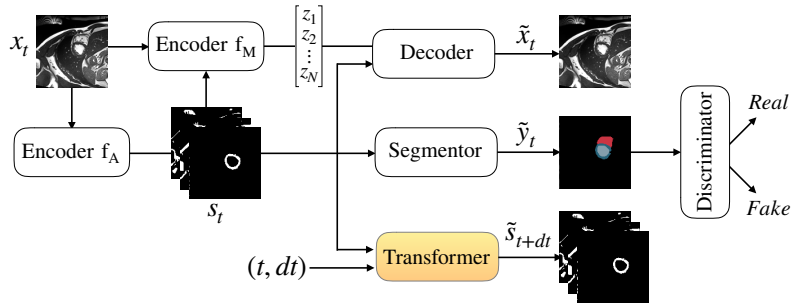 x_t
Encoder f_M
z_1
z_2
⋮
z_N
Decoder
x̃_t
Encoder f_A
s_t
Segmentor
ỹ_t
Discriminator
Real
Fake
(t, dt)
Transformer
s̃_{t+dt}